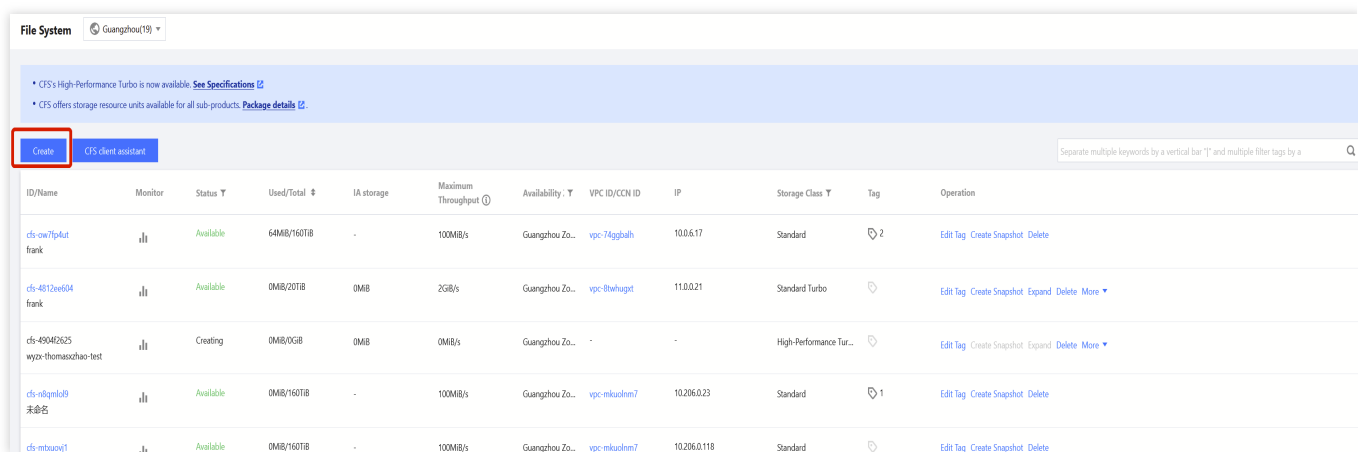 File System Guangzhou(19)
• CFS's High-Performance Turbo is now available. See Specifications
• CFS offers storage resource units available for all sub-products. Package details .
Create CFS client assistant Separate multiple keywords by a vertical bar "|" and multiple filter tags by a
ID/Name Monitor Status Used/Total IA storage Maximum Throughput Availability VPC ID/CCN ID IP Storage Class Tag Operation
cfs-ow7fp4ut Available 64MiB/160TiB - 100MiB/s Guangzhou Zo... vpc-74ggbalh 10.0.6.17 Standard 2 Edit Tag Create Snapshot Delete
frank
cfs-4812ee604 Available 0MiB/20TiB 0MiB 2GiB/s Guangzhou Zo... vpc-8twhugxt 11.0.0.21 Standard Turbo Edit Tag Create Snapshot Expand Delete More
frank
cfs-4904f2625 Creating 0MiB/0GiB 0MiB 0MiB/s Guangzhou Zo... - - High-Performance Tur... Edit Tag Create Snapshot Expand Delete More
wyzx-thomasxzhao-test
cfs-n8qmlol9 Available 0MiB/160TiB - 100MiB/s Guangzhou Zo... vpc-mkuolnm7 10.206.0.23 Standard 1 Edit Tag Create Snapshot Delete
未命名
cfs-mtxuovj1 Available 0MiB/160TiB - 100MiB/s Guangzhou Zo... vpc-mkuolnm7 10.206.0.118 Standard Edit Tag Create Snapshot Delete